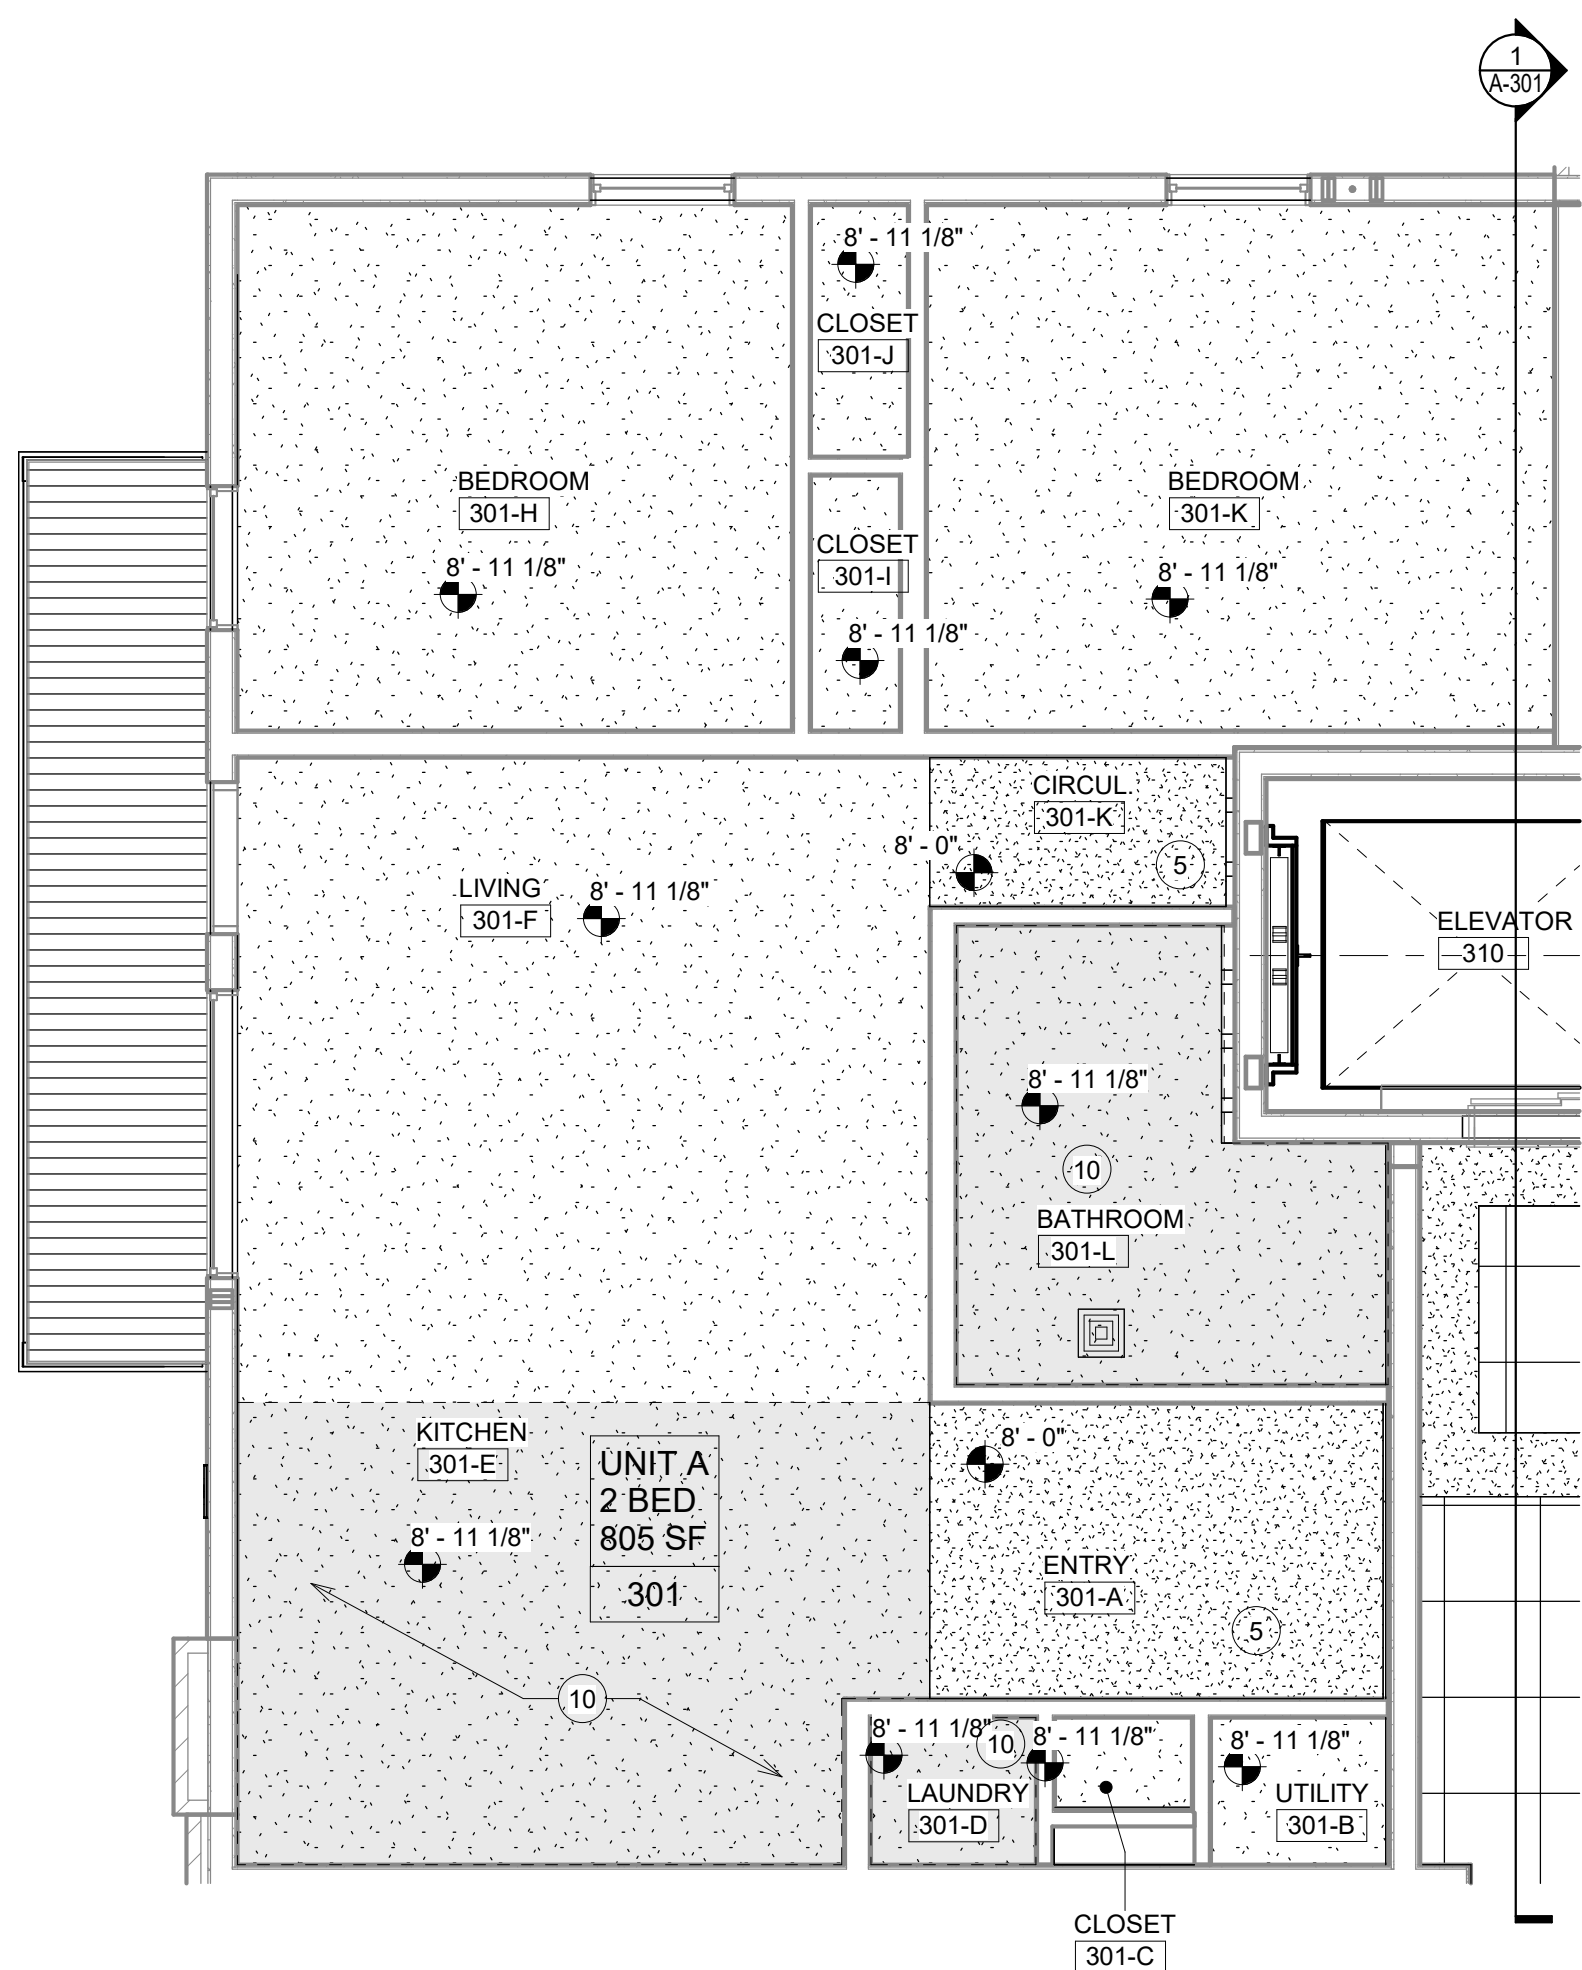 1
A-301
8' - 11 1/8"
CLOSET
301-J
BEDROOM
301-H
8' - 11 1/8"
CLOSET
301-I
8' - 11 1/8"
BEDROOM
301-K
8' - 11 1/8"
CIRCUL.
301-K
8' - 0"
5
LIVING
301-F
8' - 11 1/8"
ELEVATOR
310
8' - 11 1/8"
10
BATHROOM
301-L
KITCHEN
301-E
8' - 11 1/8"
UNIT A
2 BED
805 SF
301
10
8' - 0"
ENTRY
301-A
5
8' - 11 1/8"
10
LAUNDRY
301-D
8' - 11 1/8"
8' - 11 1/8"
UTILITY
301-B
CLOSET
301-C